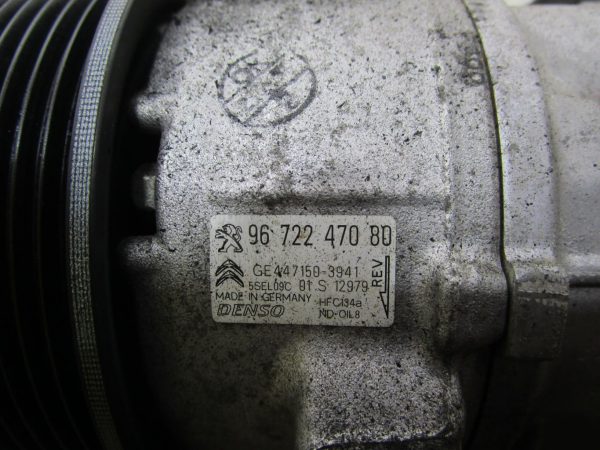 96 722 470 80
GE447150-3941
5SEL09C 01 S 12979
REV
MADE IN GERMANY HFC134a
DENSO ND-OIL8